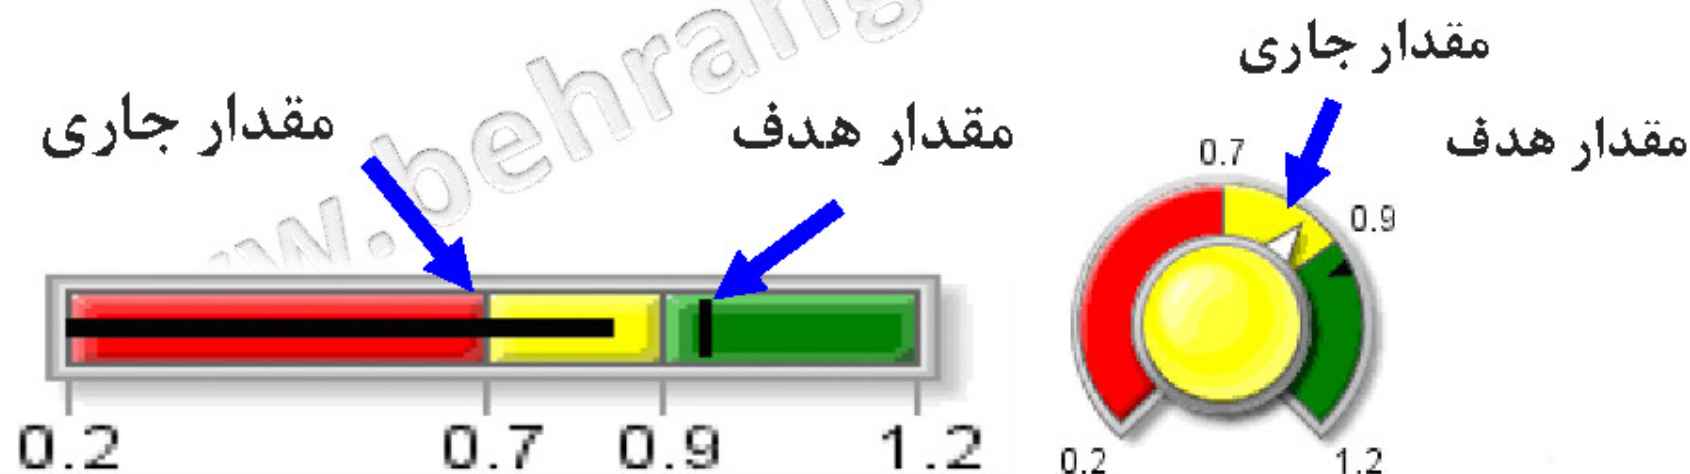 www.behrang
مقدار جاری
مقدار هدف
0.2 0.7 0.9 1.2
مقدار جاری
مقدار هدف
0.7
0.9
0.2 1.2